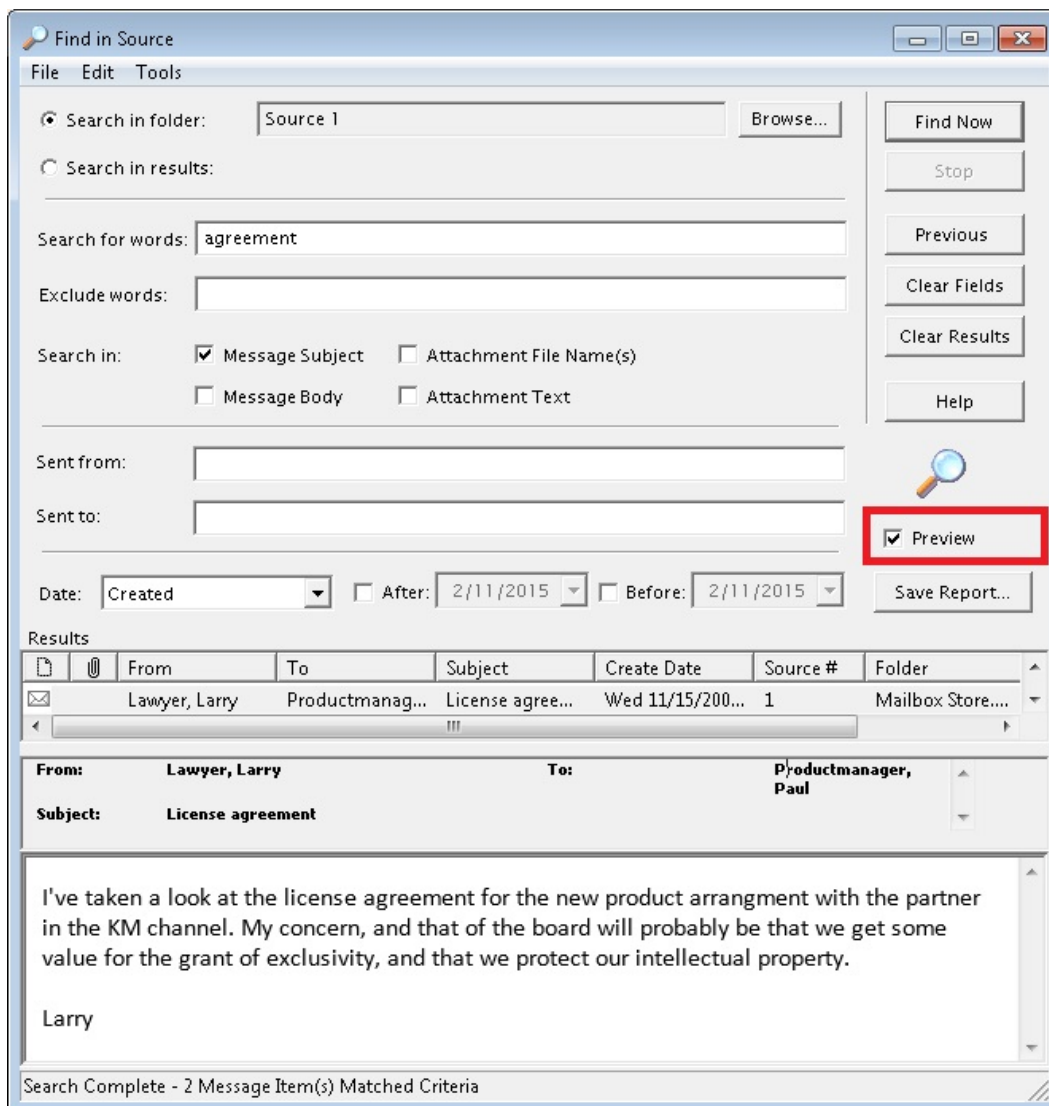 Find in Source
File Edit Tools
Search in folder: Source 1 Browse... Find Now
Search in results: Stop
Search for words: agreement Previous
Exclude words: Clear Fields
Clear Results
Search in: Message Subject Attachment File Name(s)
Message Body Attachment Text Help
Sent from:
Sent to:
Preview
Date: Created After: 2/11/2015 Before: 2/11/2015 Save Report...
Results
From To Subject Create Date Source # Folder
Lawyer, Larry Productmanag... License agree... Wed 11/15/200... 1 Mailbox Store....
From: Lawyer, Larry To: Productmanager,
Paul
Subject: License agreement
I've taken a look at the license agreement for the new product arrangment with the partner
in the KM channel. My concern, and that of the board will probably be that we get some
value for the grant of exclusivity, and that we protect our intellectual property.
Larry
Search Complete - 2 Message Item(s) Matched Criteria